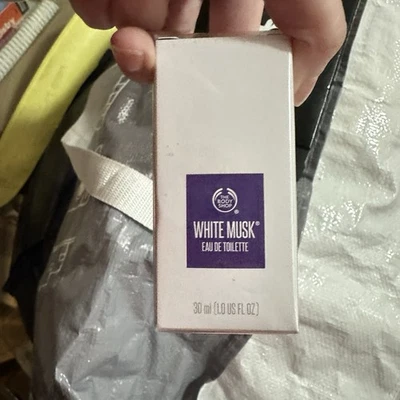 THE
BODY
SHOP
®
WHITE MUSK®
EAU DE TOILETTE
30 ml (1.0 US FL.OZ)